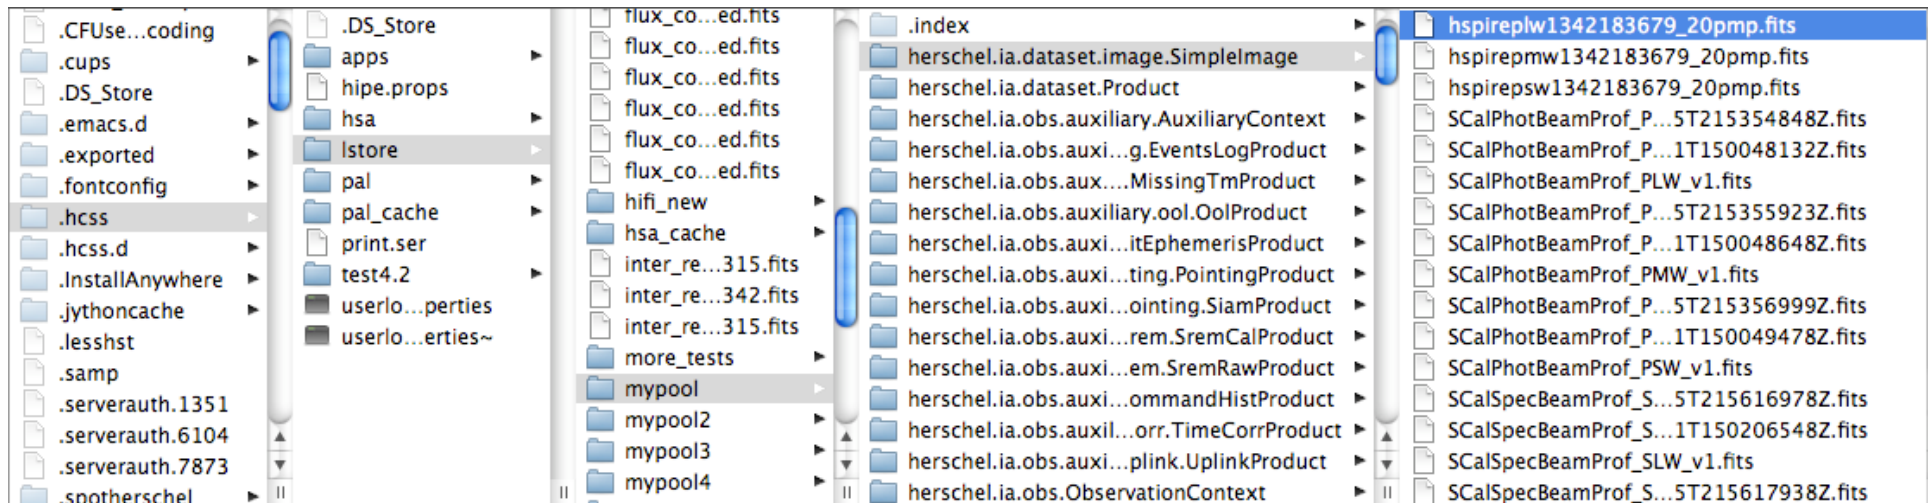 .CFUse...coding
.cups
.DS_Store
.emacs.d
.exported
.fontconfig
.hcss
.hcss.d
.InstallAnywhere
.jythoncache
.lesshst
.samp
.serverauth.1351
.serverauth.6104
.serverauth.7873
.spotherschel
.DS_Store
apps
hipe.props
hsa
lstore
pal
pal_cache
print.ser
test4.2
userlo...perties
userlo...erties~
flux_co...ed.fits
flux_co...ed.fits
flux_co...ed.fits
flux_co...ed.fits
flux_co...ed.fits
flux_co...ed.fits
hifi_new
hsa_cache
inter_re...315.fits
inter_re...342.fits
inter_re...315.fits
more_tests
mypool
mypool2
mypool3
mypool4
.index
herschel.ia.dataset.image.SimpleImage
herschel.ia.dataset.Product
herschel.ia.obs.auxiliary.AuxiliaryContext
herschel.ia.obs.auxi...g.EventsLogProduct
herschel.ia.obs.aux....MissingTmProduct
herschel.ia.obs.auxiliary.ool.OolProduct
herschel.ia.obs.auxi...itEphemerisProduct
herschel.ia.obs.auxi...ting.PointingProduct
herschel.ia.obs.auxi...ointing.SiamProduct
herschel.ia.obs.auxi...rem.SremCalProduct
herschel.ia.obs.auxi...em.SremRawProduct
herschel.ia.obs.auxi...ommandHistProduct
herschel.ia.obs.auxil...orr.TimeCorrProduct
herschel.ia.obs.auxi...plink.UplinkProduct
herschel.ia.obs.ObservationContext
hspireplw1342183679_20pmp.fits
hspirepmw1342183679_20pmp.fits
hspirepsw1342183679_20pmp.fits
SCalPhotBeamProf_P...5T215354848Z.fits
SCalPhotBeamProf_P...1T150048132Z.fits
SCalPhotBeamProf_PLW_v1.fits
SCalPhotBeamProf_P...5T215355923Z.fits
SCalPhotBeamProf_P...1T150048648Z.fits
SCalPhotBeamProf_PMW_v1.fits
SCalPhotBeamProf_P...5T215356999Z.fits
SCalPhotBeamProf_P...1T150049478Z.fits
SCalPhotBeamProf_PSW_v1.fits
SCalSpecBeamProf_S...5T215616978Z.fits
SCalSpecBeamProf_S...1T150206548Z.fits
SCalSpecBeamProf_SLW_v1.fits
SCalSpecBeamProf_S...5T215617938Z.fits